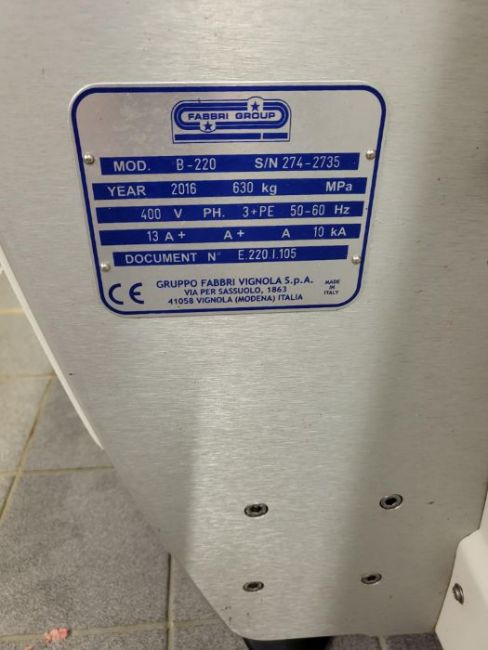 FABBRI GROUP
MOD. B-220 S/N 274-2735
YEAR 2016 630 kg MPa
400 V PH. 3+PE 50-60 Hz
13 A + A + A 10 kA
DOCUMENT N° E.220.I.105
CE GRUPPO FABBRI VIGNOLA S.p.A.
VIA PER SASSUOLO, 1863
41058 VIGNOLA (MODENA) ITALIA
MADE
IN
ITALY